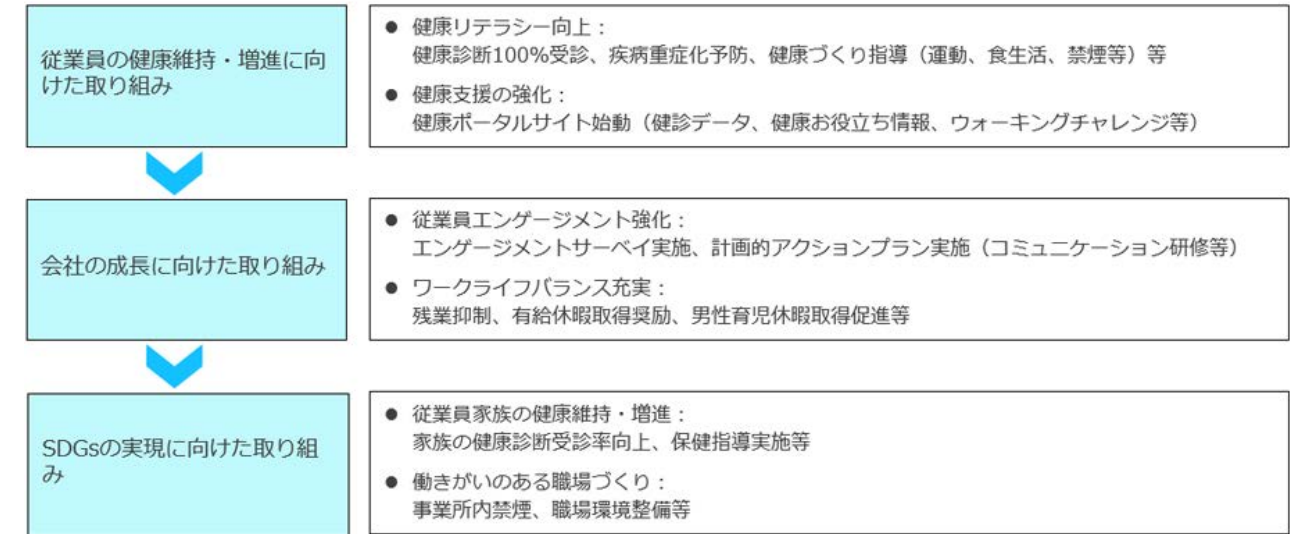 従業員の健康維持・増進に向
けた取り組み
● 健康リテラシー向上：
健康診断100%受診、疾病重症化予防、健康づくり指導（運動、食生活、禁煙等）等
● 健康支援の強化：
健康ポータルサイト始動（健診データ、健康お役立ち情報、ウォーキングチャレンジ等）
会社の成長に向けた取り組み
● 従業員エンゲージメント強化：
エンゲージメントサーベイ実施、計画的アクションプラン実施（コミュニケーション研修等）
● ワークライフバランス充実：
残業抑制、有給休暇取得奨励、男性育児休暇取得促進等
SDGsの実現に向けた取り組
み
● 従業員家族の健康維持・増進：
家族の健康診断受診率向上、保健指導実施等
● 働きがいのある職場づくり：
事業所内禁煙、職場環境整備等